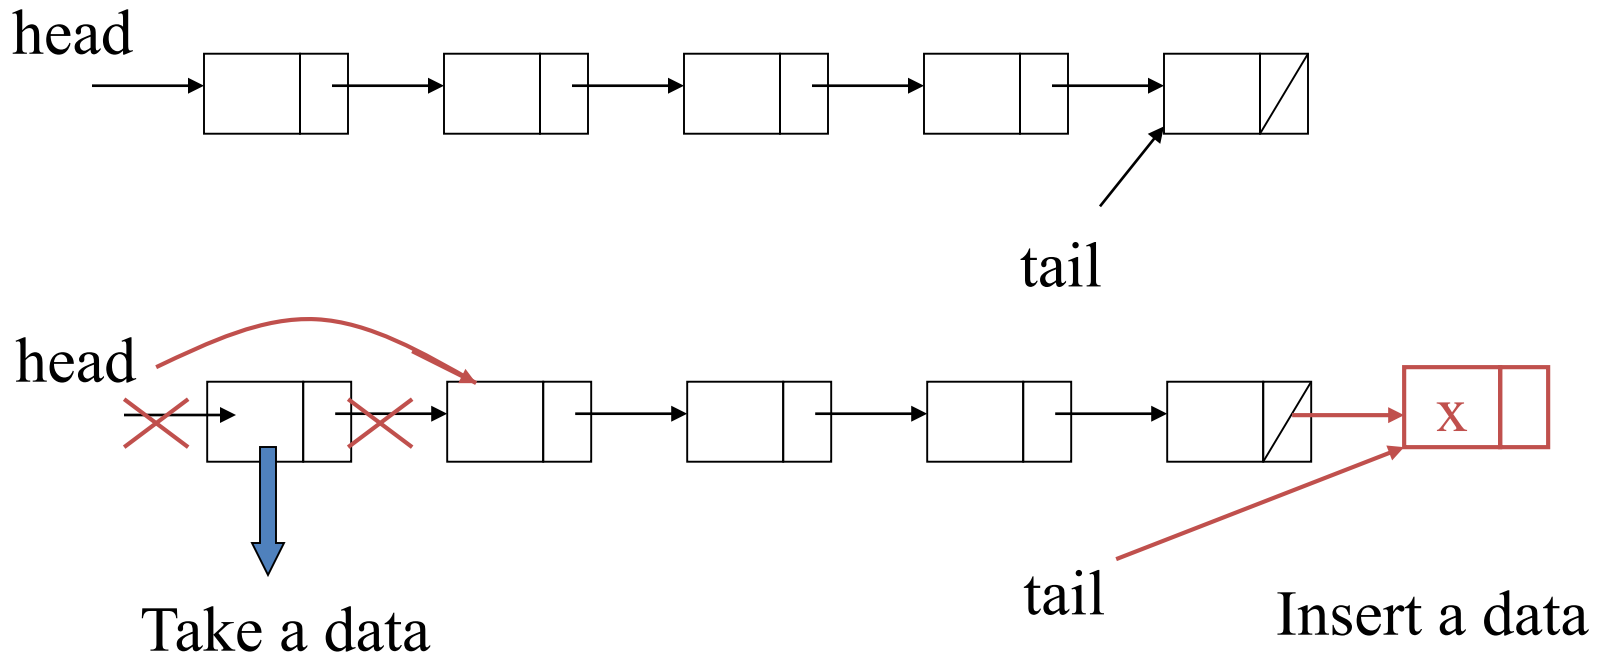 head
tail
head
x
tail
Take a data
Insert a data